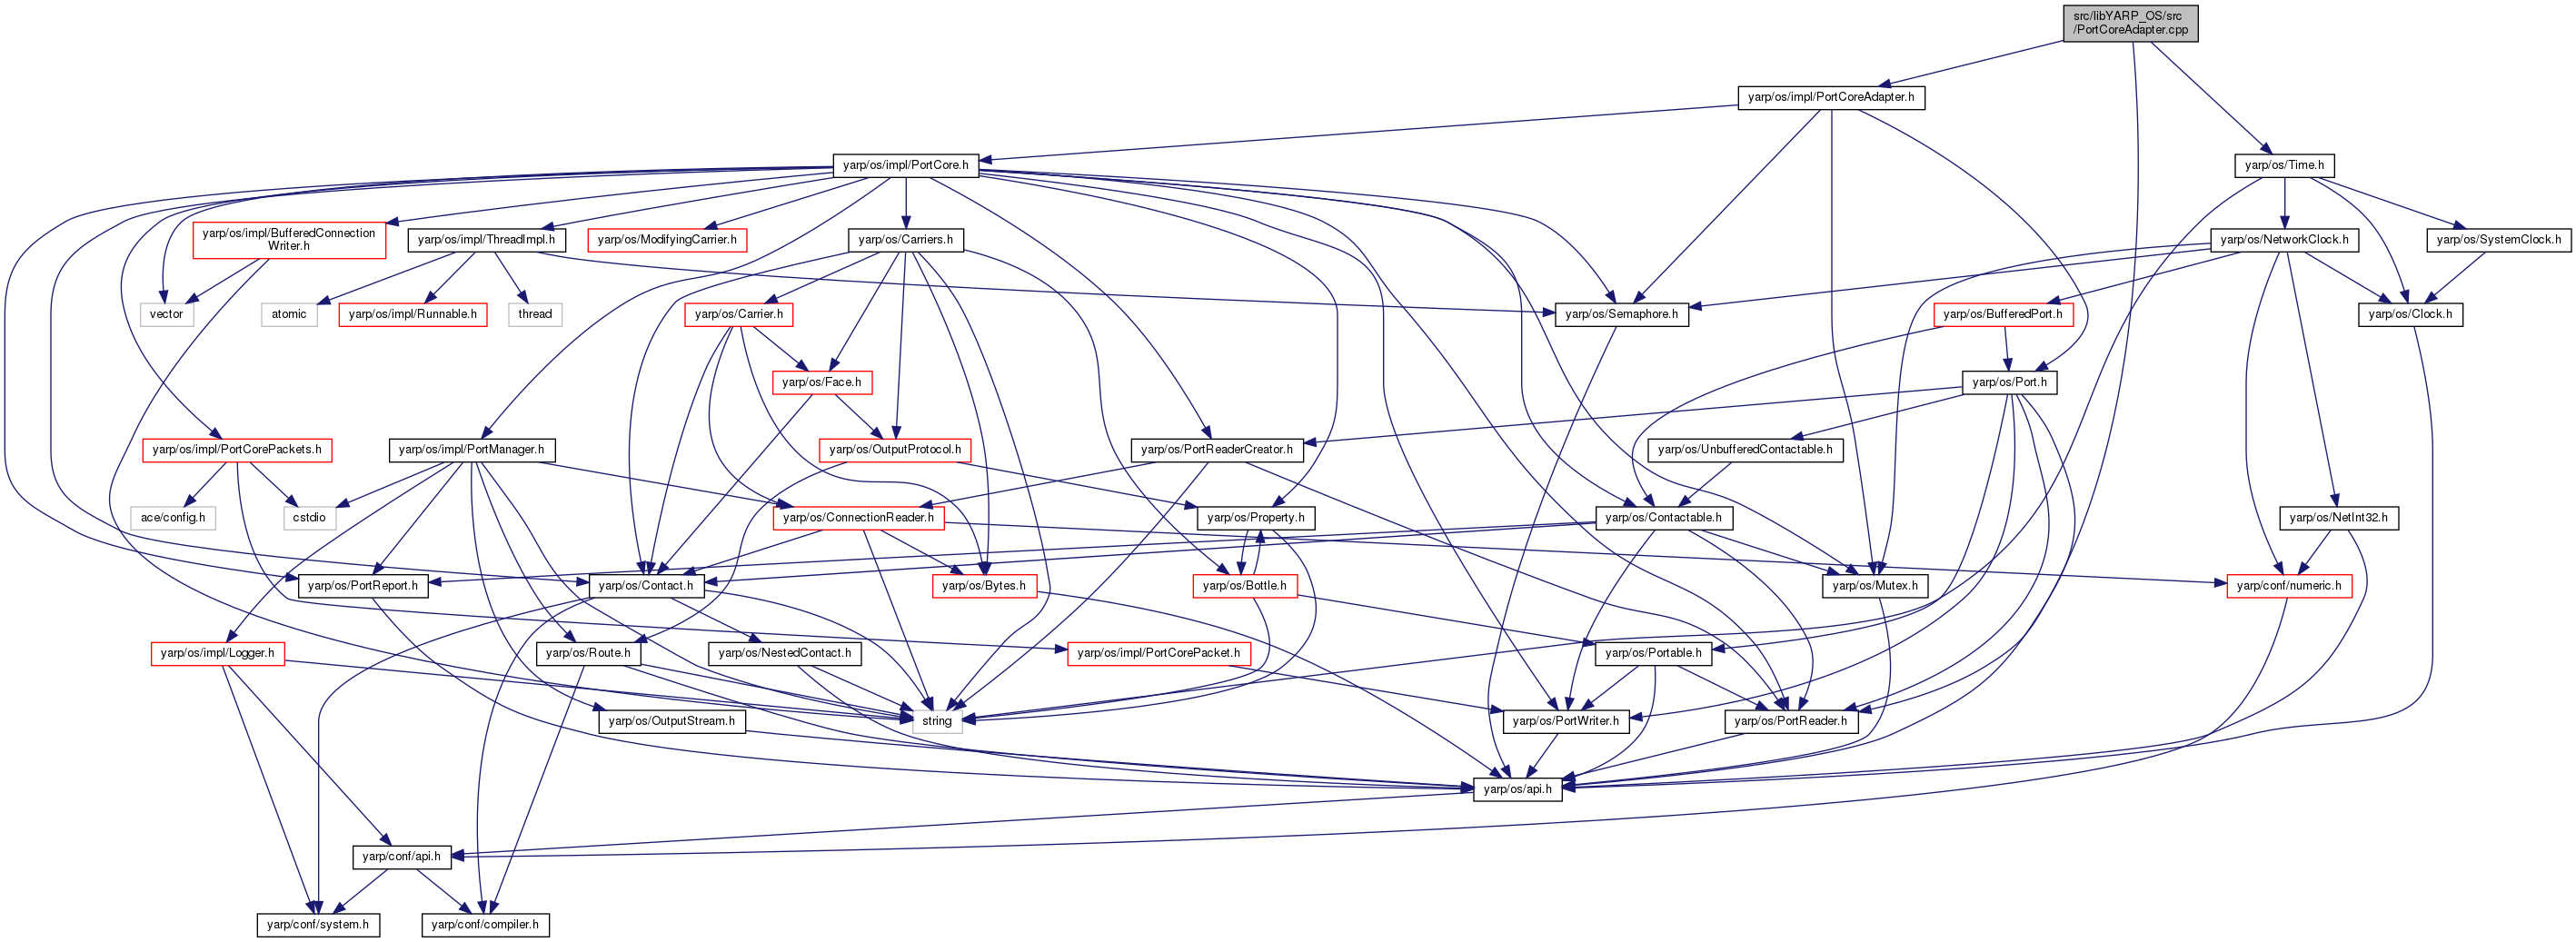 src/libYARP_OS/src
/PortCoreAdapter.cpp
yarp/os/impl/PortCoreAdapter.h
yarp/os/impl/PortCore.h
yarp/os/Time.h
yarp/os/impl/BufferedConnection
Writer.h
yarp/os/impl/ThreadImpl.h
yarp/os/ModifyingCarrier.h
yarp/os/Carriers.h
yarp/os/NetworkClock.h
yarp/os/SystemClock.h
vector
atomic
yarp/os/impl/Runnable.h
thread
yarp/os/Carrier.h
yarp/os/Semaphore.h
yarp/os/BufferedPort.h
yarp/os/Clock.h
yarp/os/Face.h
yarp/os/Port.h
yarp/os/impl/PortCorePackets.h
yarp/os/impl/PortManager.h
yarp/os/OutputProtocol.h
yarp/os/PortReaderCreator.h
yarp/os/UnbufferedContactable.h
ace/config.h
cstdio
yarp/os/ConnectionReader.h
yarp/os/Property.h
yarp/os/Contactable.h
yarp/os/NetInt32.h
yarp/os/PortReport.h
yarp/os/Contact.h
yarp/os/Bytes.h
yarp/os/Bottle.h
yarp/os/Mutex.h
yarp/conf/numeric.h
yarp/os/impl/Logger.h
yarp/os/Route.h
yarp/os/NestedContact.h
yarp/os/impl/PortCorePacket.h
yarp/os/Portable.h
yarp/os/OutputStream.h
string
yarp/os/PortWriter.h
yarp/os/PortReader.h
yarp/os/api.h
yarp/conf/api.h
yarp/conf/system.h
yarp/conf/compiler.h